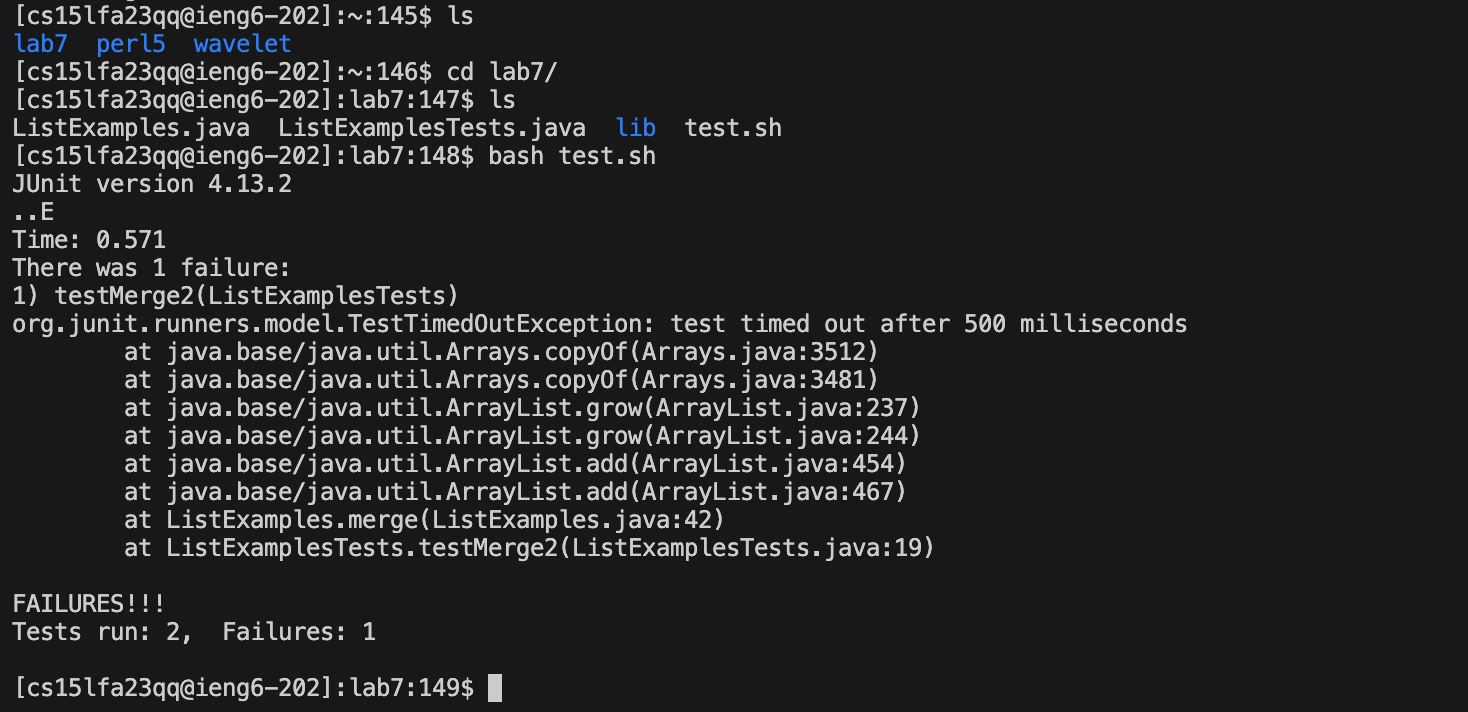 [cs15lfa23qq@ieng6-202]:~:145$ ls
lab7  perl5  wavelet
[cs15lfa23qq@ieng6-202]:~:146$ cd lab7/
[cs15lfa23qq@ieng6-202]:lab7:147$ ls
ListExamples.java  ListExamplesTests.java  lib  test.sh
[cs15lfa23qq@ieng6-202]:lab7:148$ bash test.sh
JUnit version 4.13.2
..E
Time: 0.571
There was 1 failure:
1) testMerge2(ListExamplesTests)
org.junit.runners.model.TestTimedOutException: test timed out after 500 milliseconds
        at java.base/java.util.Arrays.copyOf(Arrays.java:3512)
        at java.base/java.util.Arrays.copyOf(Arrays.java:3481)
        at java.base/java.util.ArrayList.grow(ArrayList.java:237)
        at java.base/java.util.ArrayList.grow(ArrayList.java:244)
        at java.base/java.util.ArrayList.add(ArrayList.java:454)
        at java.base/java.util.ArrayList.add(ArrayList.java:467)
        at ListExamples.merge(ListExamples.java:42)
        at ListExamplesTests.testMerge2(ListExamplesTests.java:19)

FAILURES!!!
Tests run: 2,  Failures: 1

[cs15lfa23qq@ieng6-202]:lab7:149$